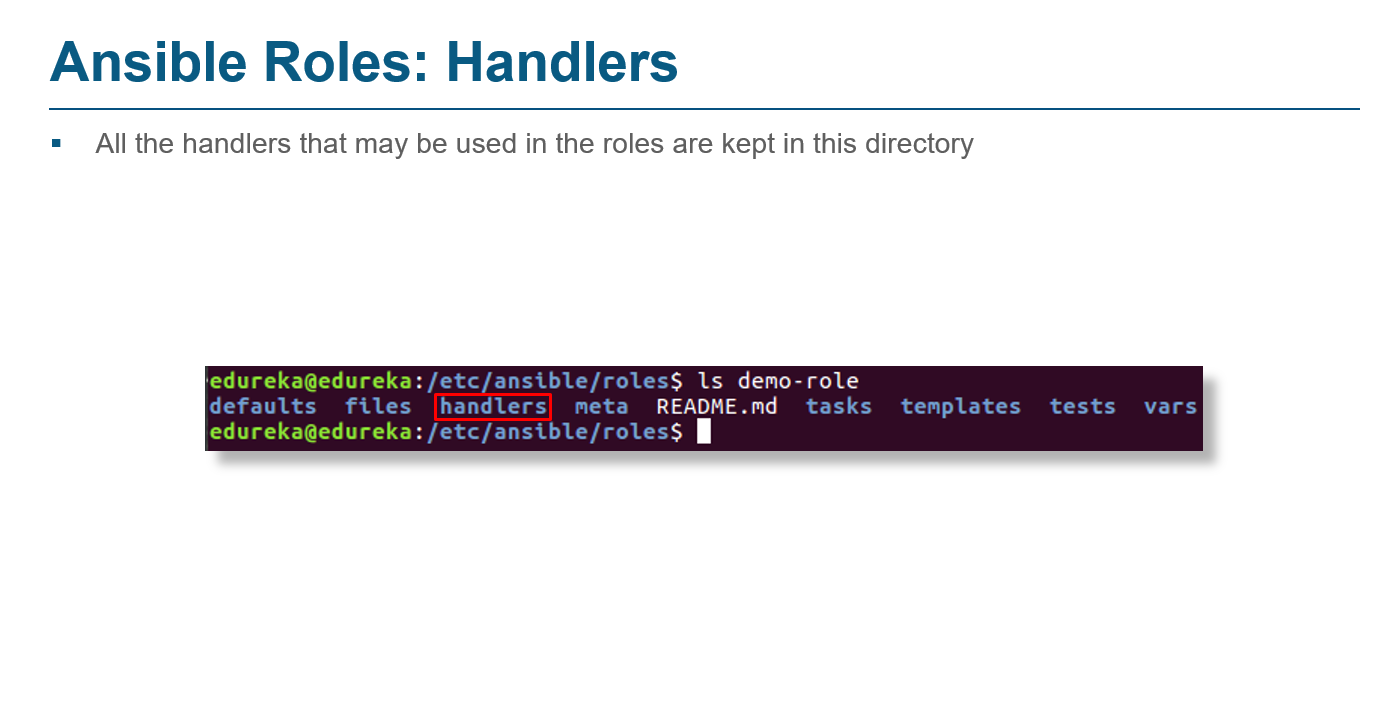 Ansible Roles: Handlers
▪ All the handlers that may be used in the roles are kept in this directory
edureka@edureka:/etc/ansible/roles$ ls demo-role
defaults files handlers meta README.md tasks templates tests vars
edureka@edureka:/etc/ansible/roles$